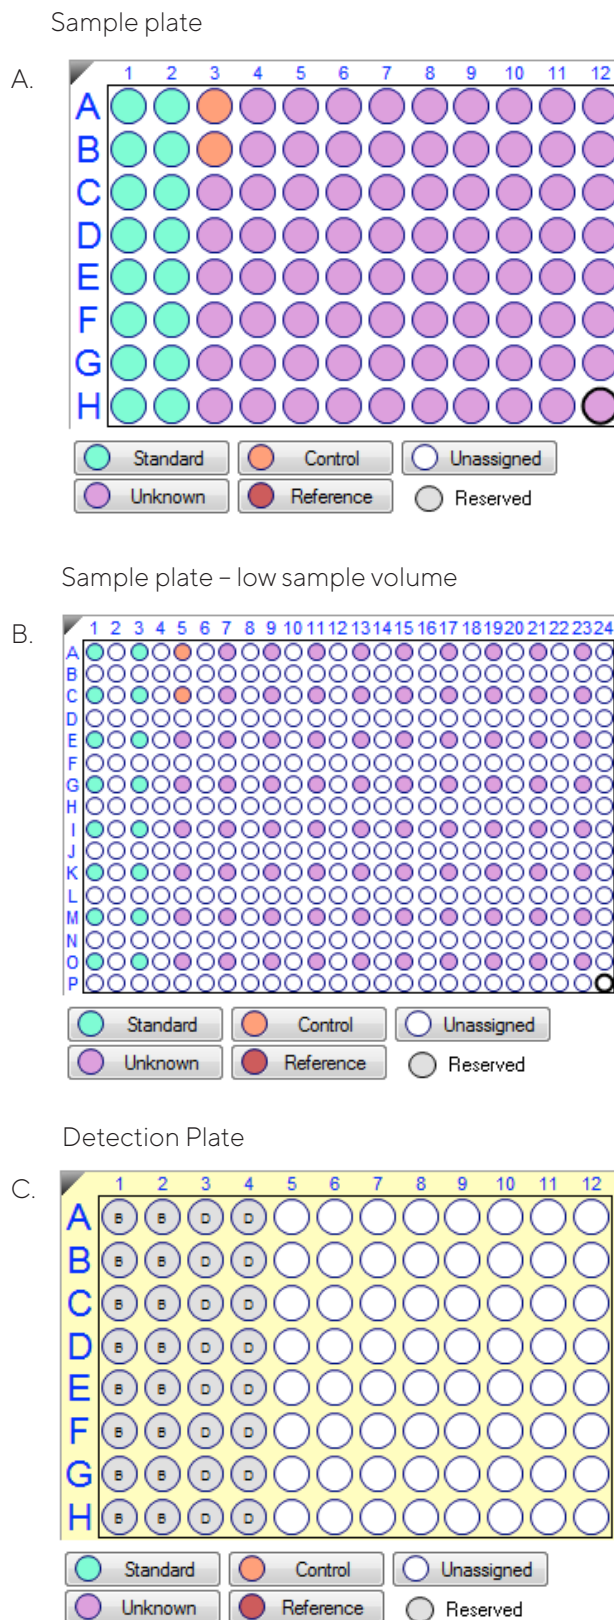 Sample plate
A.
1 2 3 4 5 6 7 8 9 10 11 12
A
B
C
D
E
F
G
H
Standard Control Unassigned
Unknown Reference Reserved
Sample plate – low sample volume
B.
1 2 3 4 5 6 7 8 9 10 11 12 13 14 15 16 17 18 19 20 21 22 23 24
A
B
C
D
E
F
G
H
I
J
K
L
M
N
O
P
Standard Control Unassigned
Unknown Reference Reserved
Detection Plate
C.
1 2 3 4 5 6 7 8 9 10 11 12
A B B D D
B B B D D
C B B D D
D B B D D
E B B D D
F B B D D
G B B D D
H B B D D
Standard Control Unassigned
Unknown Reference Reserved